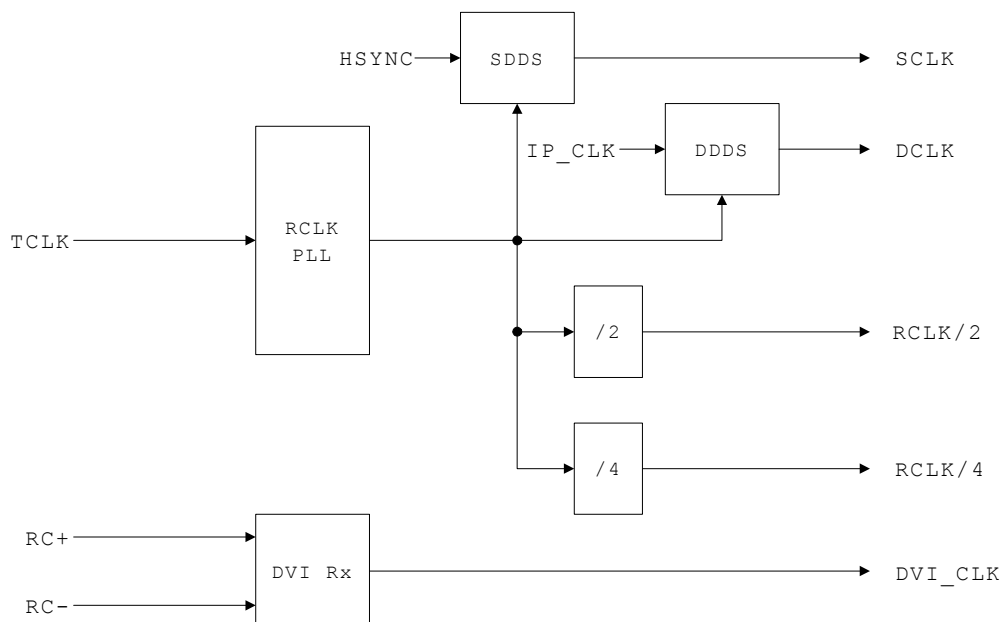 HSYNC
SDDS
SCLK
IP_CLK
DDDS
DCLK
TCLK
RCLK
PLL
/2
RCLK/2
/4
RCLK/4
RC+
DVI Rx
DVI_CLK
RC-